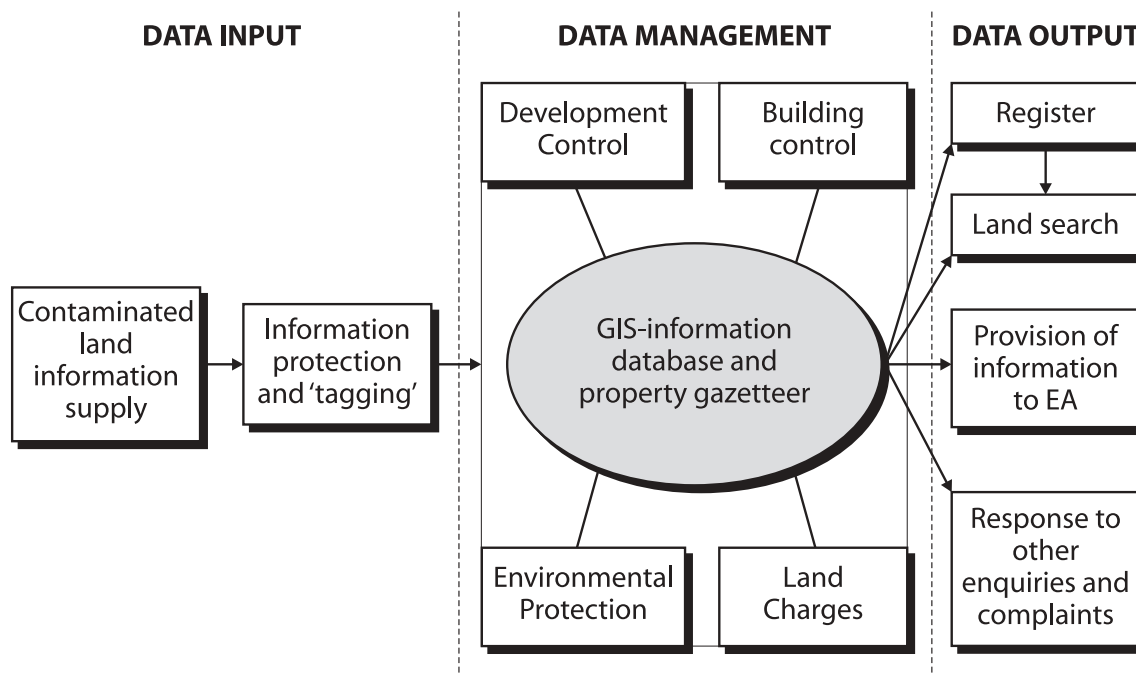 DATA INPUT
DATA MANAGEMENT
DATA OUTPUT
Development
Control
Building
control
Register
Land search
Contaminated
land
information
supply
Information
protection
and ‘tagging’
GIS-information
database and
property gazetteer
Provision of
information
to EA
Environmental
Protection
Land
Charges
Response to
other
enquiries and
complaints